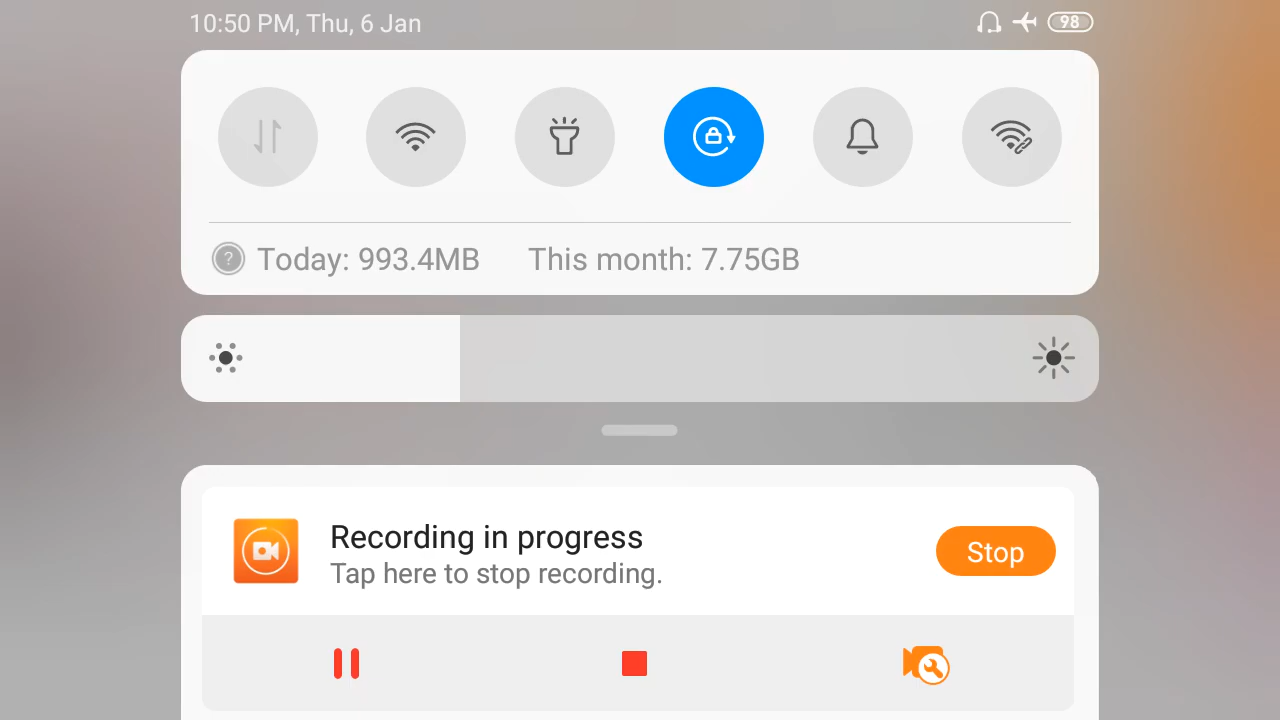 10:50 PM, Thu, 6 Jan 98
? Today: 993.4MB This month: 7.75GB
Recording in progress
Tap here to stop recording.
Stop